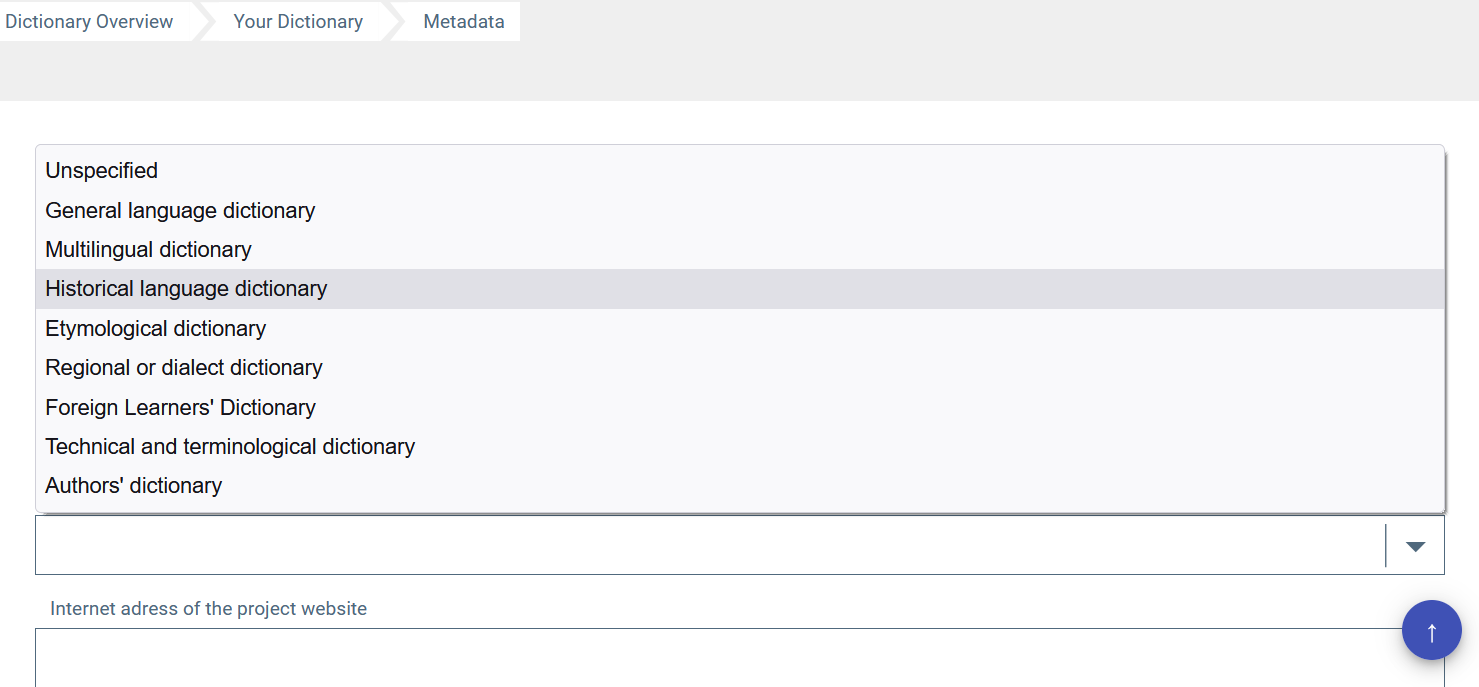 Dictionary Overview Your Dictionary Metadata
Unspecified
General language dictionary
Multilingual dictionary
Historical language dictionary
Etymological dictionary
Regional or dialect dictionary
Foreign Learners' Dictionary
Technical and terminological dictionary
Authors' dictionary
Internet adress of the project website
↑